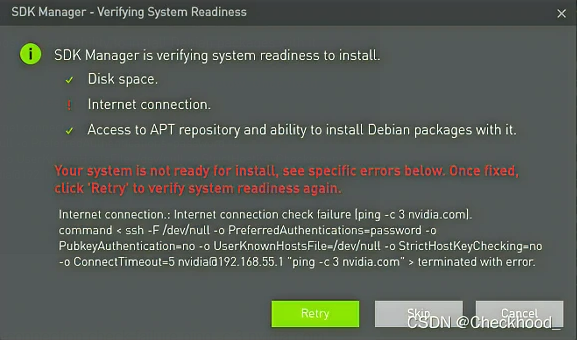 SDK Manager - Verifying System Readiness
SDK Manager is verifying system readiness to install.
Disk space.
! Internet connection.
Access to APT repository and ability to install Debian packages with it.
Your system is not ready for install, see specific errors below. Once fixed,
click 'Retry' to verify system readiness again.
Internet connection.: Internet connection check failure (ping -c 3 nvidia.com).
command < ssh -F /dev/null -o PreferredAuthentications=password -o
PubkeyAuthentication=no -o UserKnownHostsFile=/dev/null -o StrictHostKeyChecking=no
-o ConnectTimeout=5 nvidia@192.168.55.1 "ping -c 3 nvidia.com" > terminated with error.
Retry
Skip
Cancel
CSDN @Checkhood_